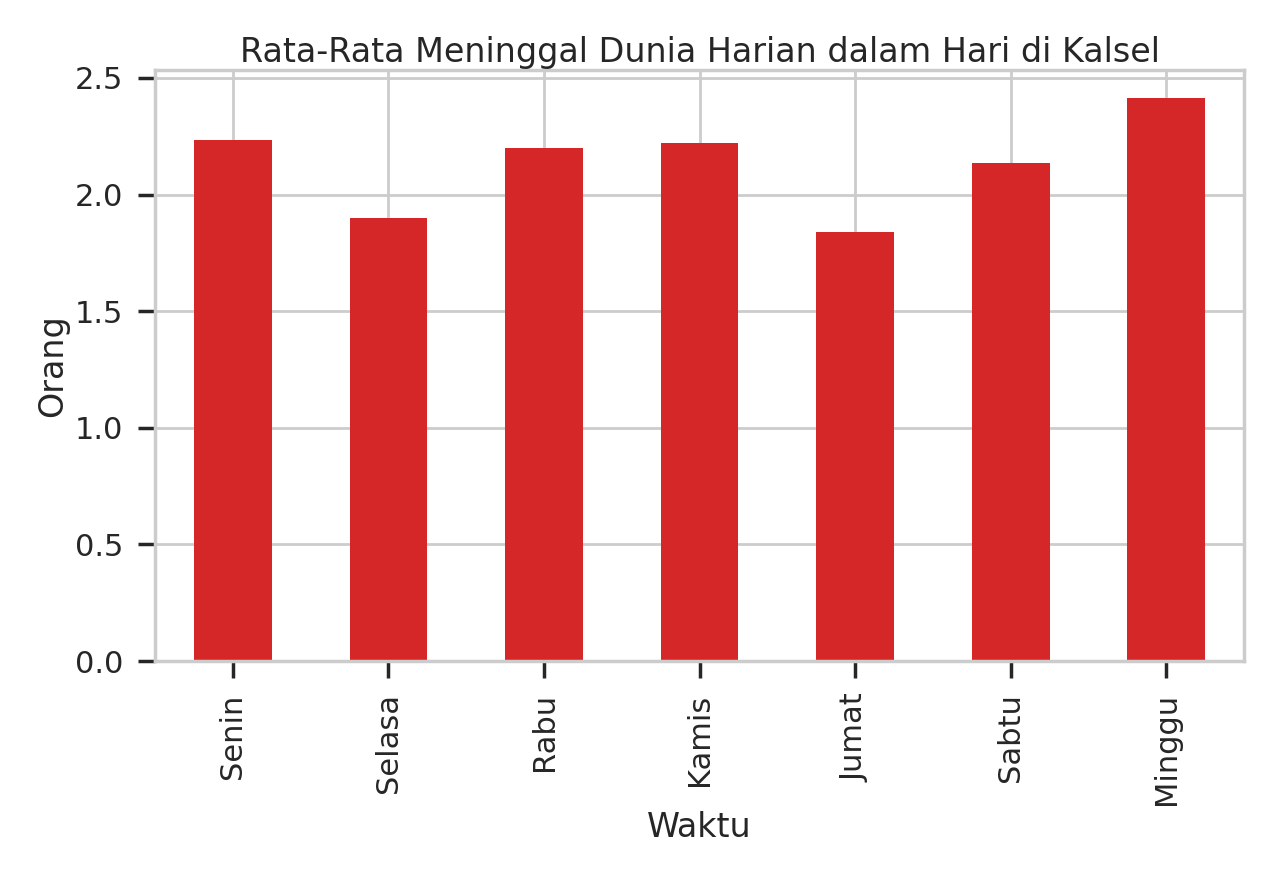 Rata-Rata Meninggal Dunia Harian dalam Hari di Kalsel
2.5
2.0
1.5
1.0
0.5
0.0
Orang
Senin
Selasa
Rabu
Kamis
Jumat
Sabtu
Minggu
Waktu